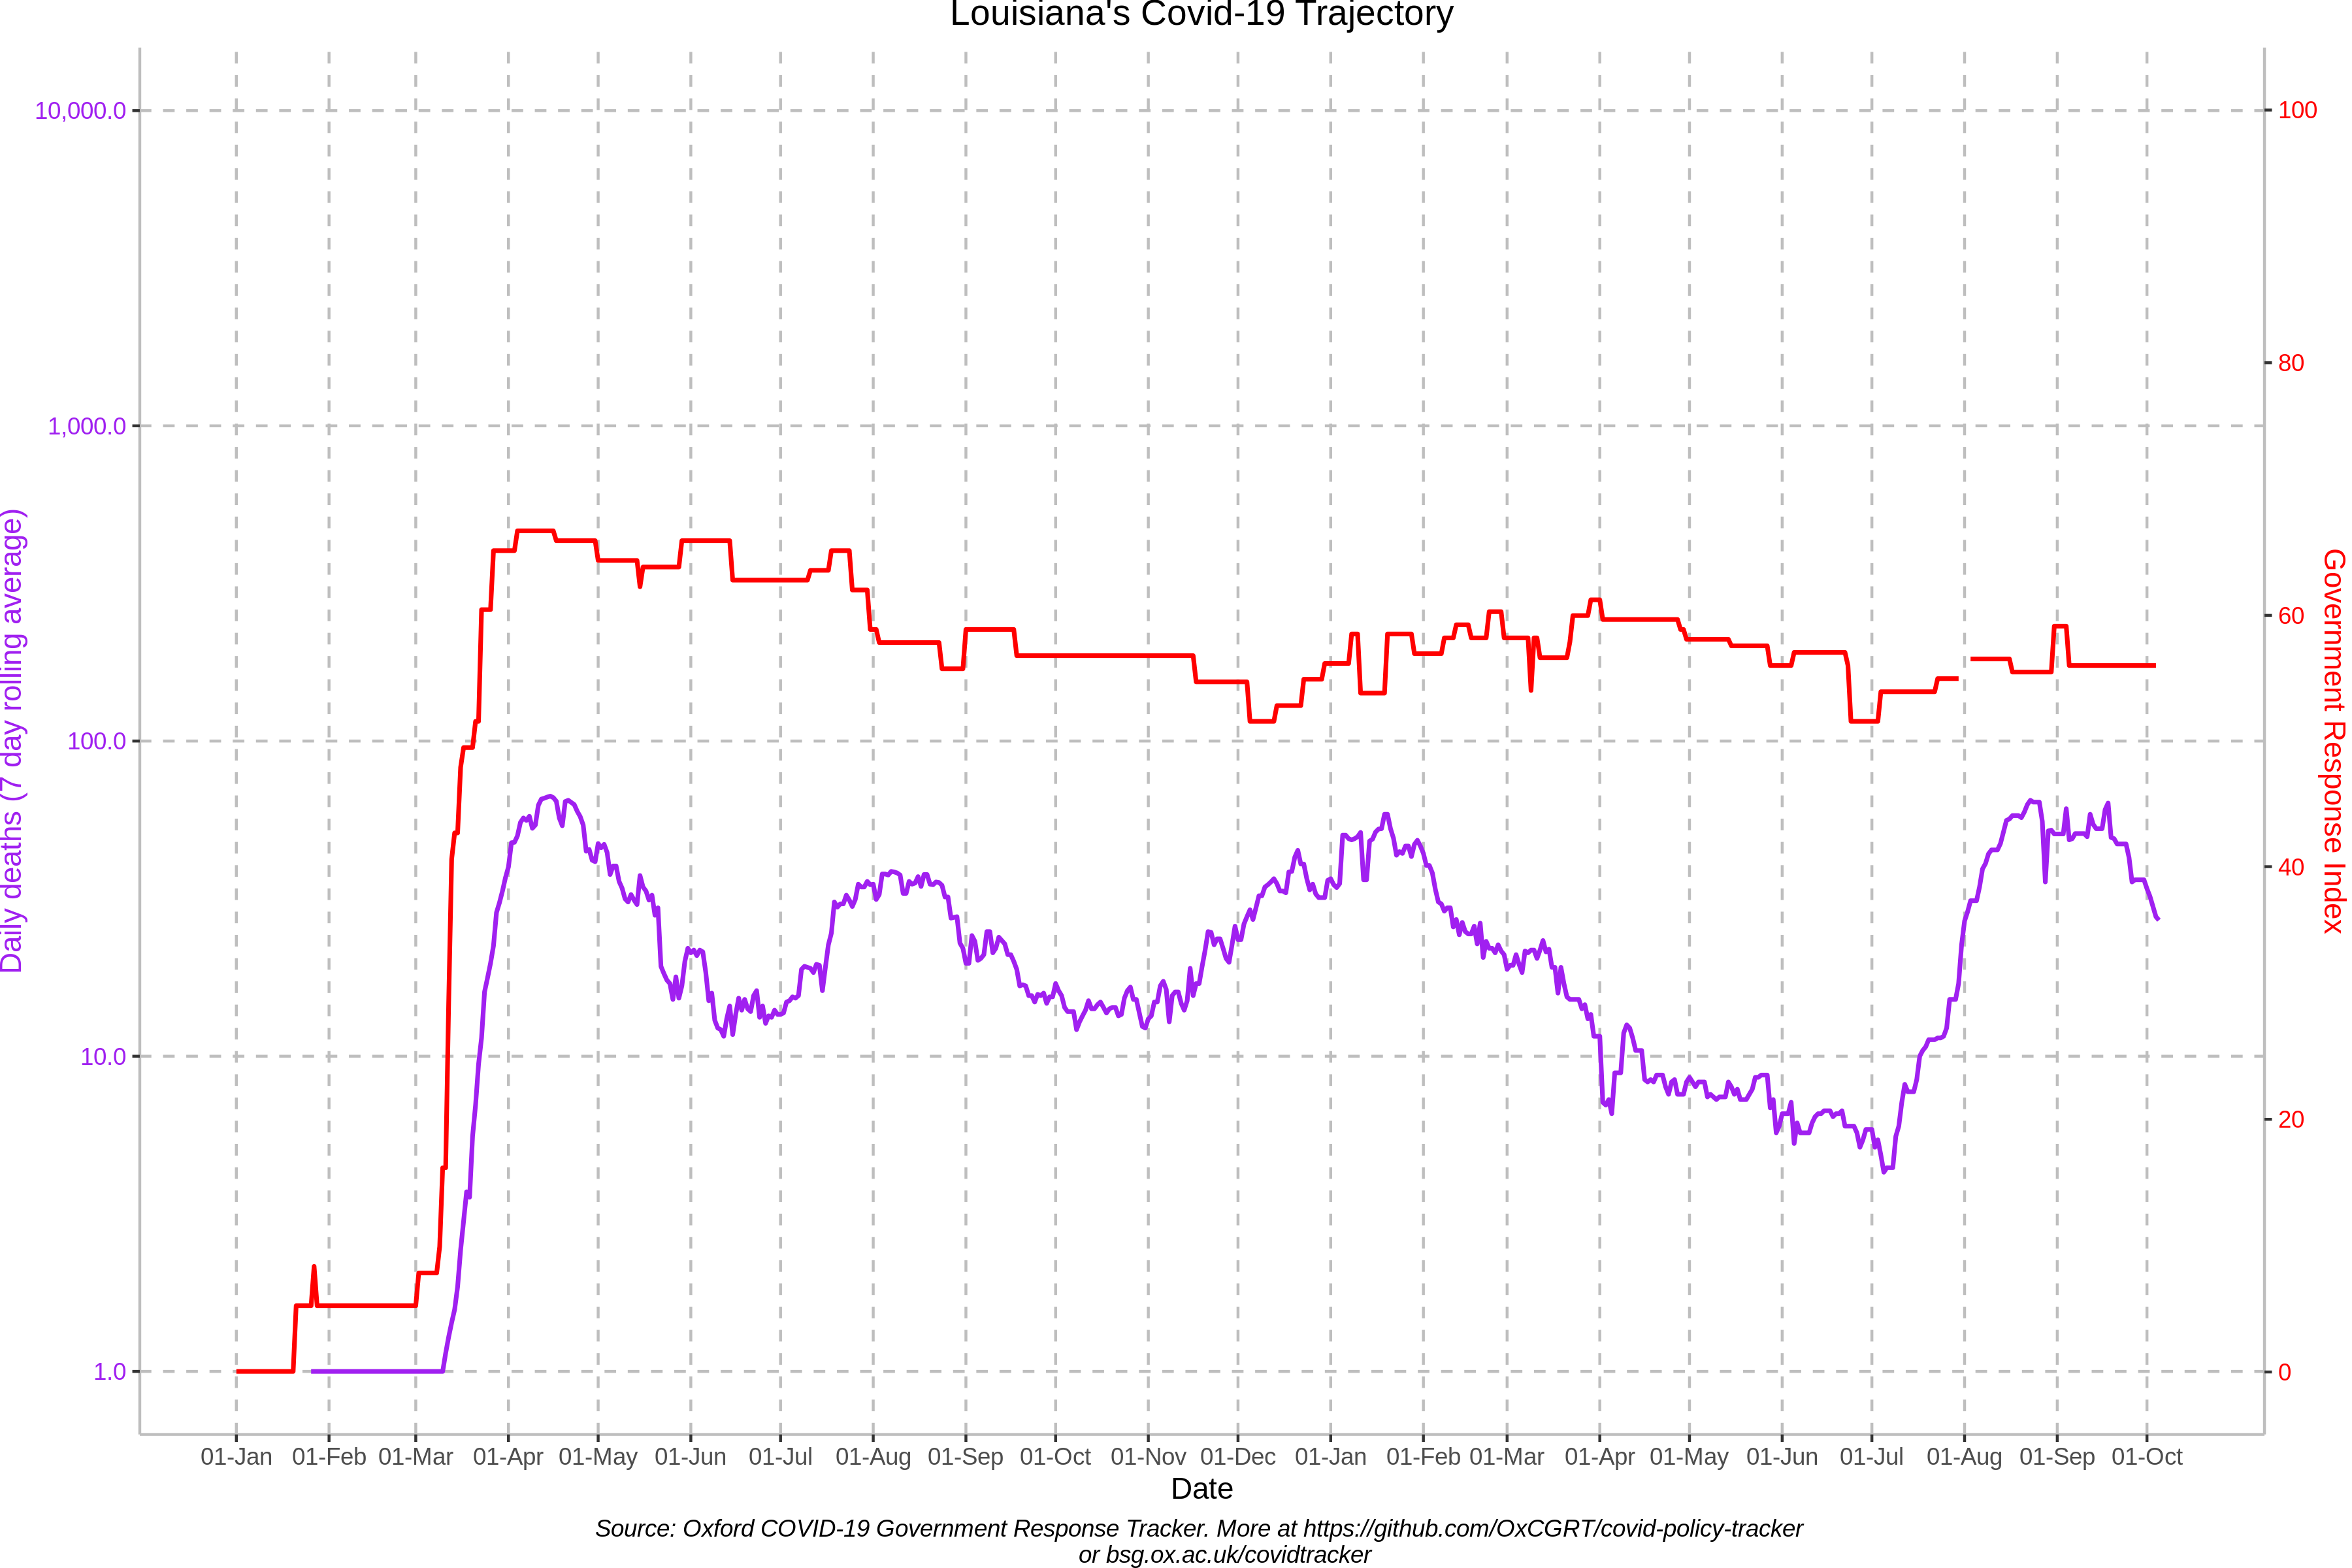 Louisiana's Covid-19 Trajectory
10,000.0
1,000.0
100.0
10.0
1.0
Daily deaths (7 day rolling average)
100
80
60
40
20
0
Government Response Index
01-Jan 01-Feb 01-Mar 01-Apr 01-May 01-Jun 01-Jul 01-Aug 01-Sep 01-Oct 01-Nov 01-Dec 01-Jan 01-Feb 01-Mar 01-Apr 01-May 01-Jun 01-Jul 01-Aug 01-Sep 01-Oct
Date
Source: Oxford COVID-19 Government Response Tracker. More at https://github.com/OxCGRT/covid-policy-tracker
or bsg.ox.ac.uk/covidtracker